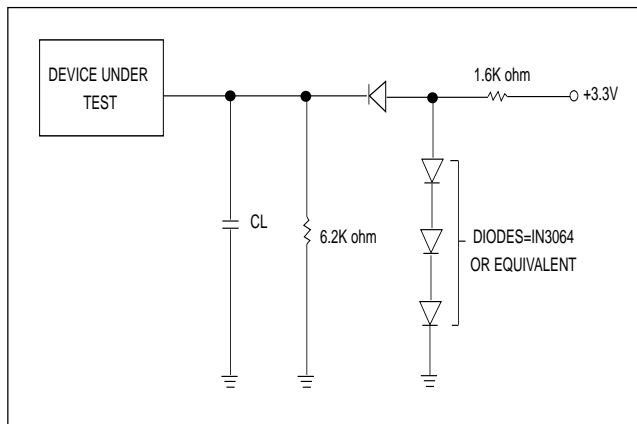 DEVICE UNDER
TEST
1.6K ohm
+3.3V
CL
6.2K ohm
DIODES=IN3064
OR EQUIVALENT